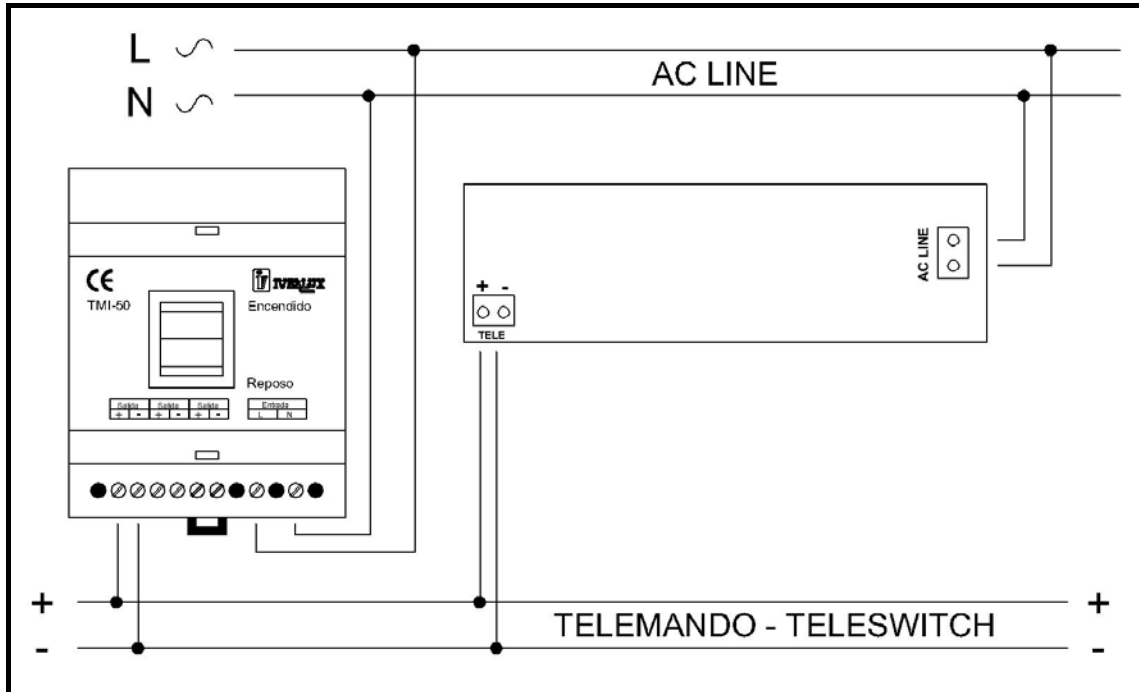 L
AC LINE
N
CE
IVERLUX
TMI-50
Encendido
Reposo
Salida Salida Salida Entrada
+ - + - + - L N
AC LINE
+ -
TELE
+ +
TELEMANDO - TELESWITCH
- -